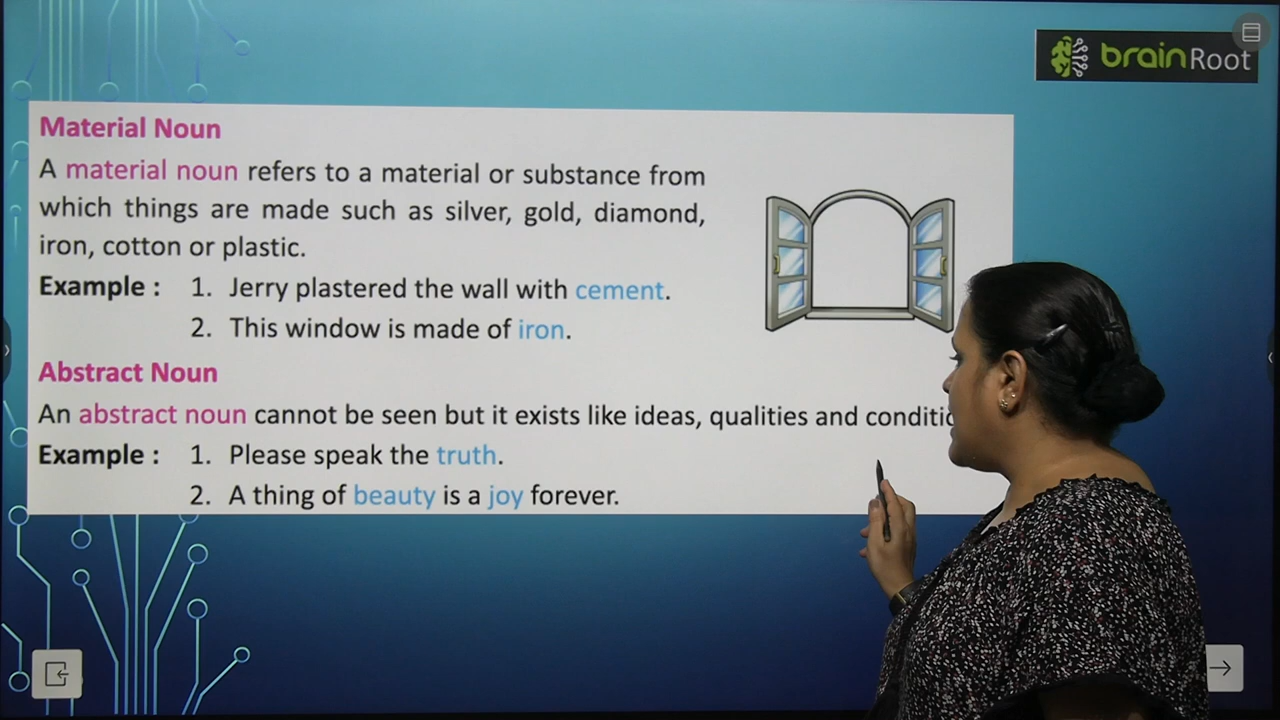 brainRoot
Material Noun
A material noun refers to a material or substance from
which things are made such as silver, gold, diamond,
iron, cotton or plastic.
Example : 1. Jerry plastered the wall with cement.
2. This window is made of iron.
Abstract Noun
An abstract noun cannot be seen but it exists like ideas, qualities and
Example : 1. Please speak the truth.
2. A thing of beauty is a joy forever.